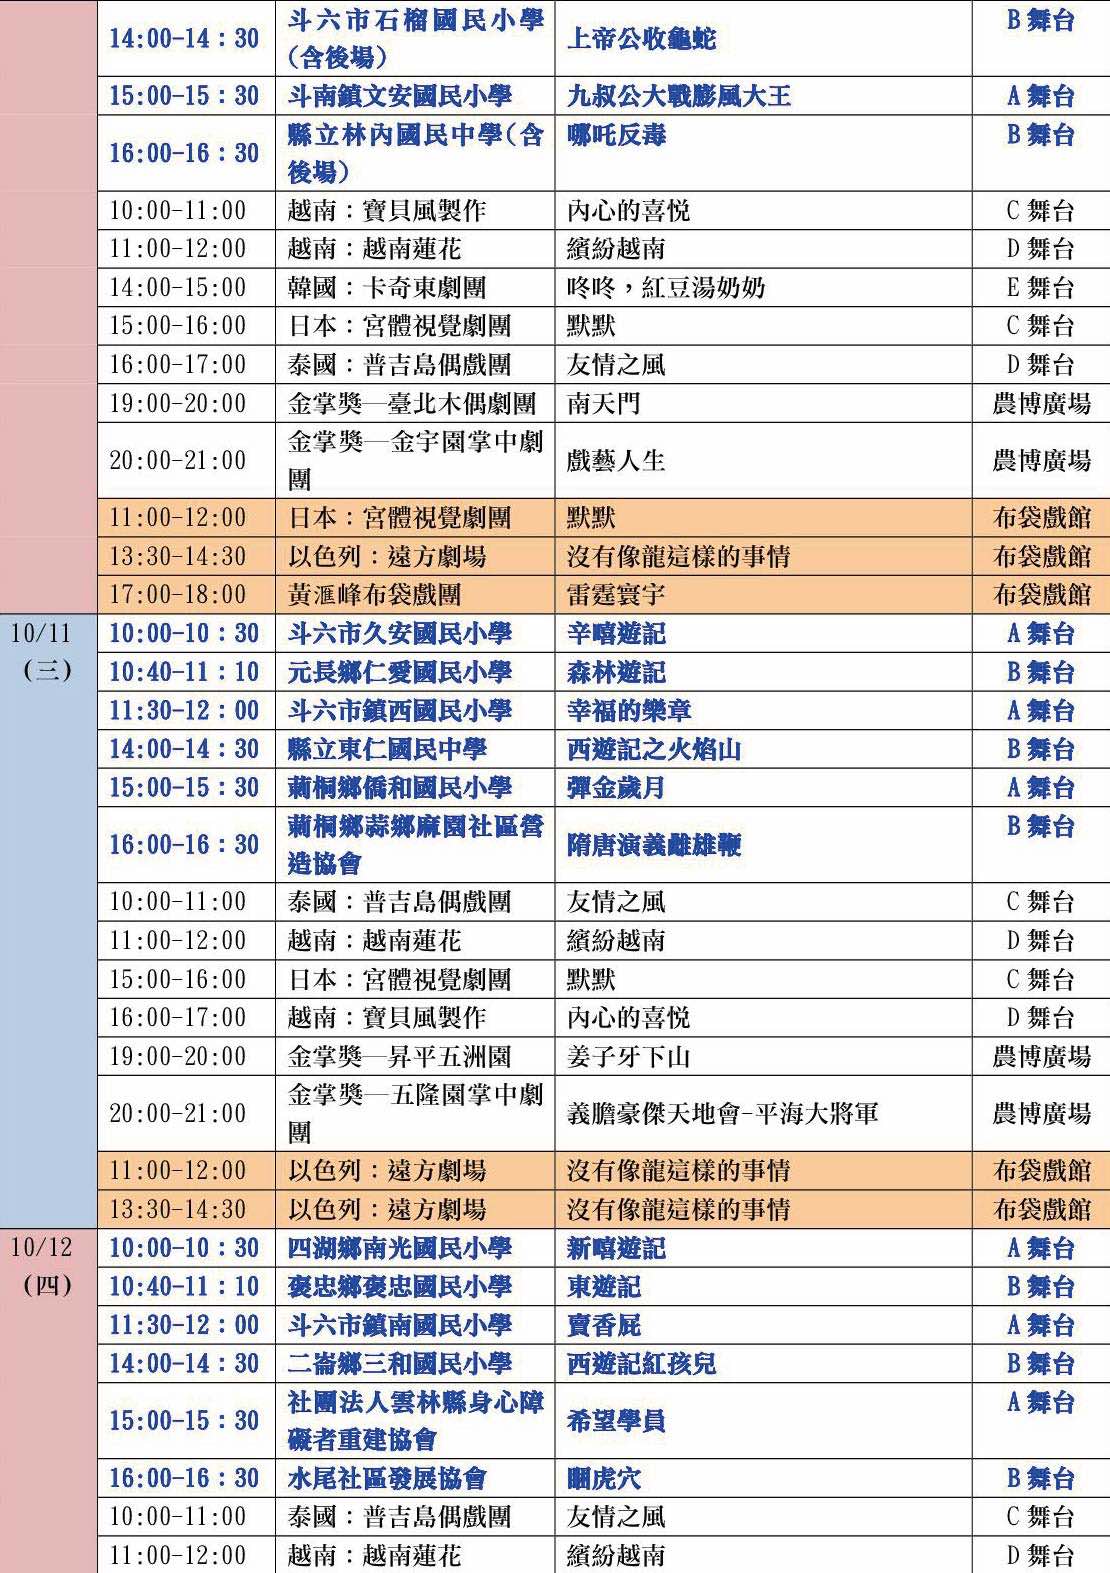 14:00-14：30 斗六市石榴國民小學 上帝公收龜蛇 B 舞台
(含後場)
15:00-15：30 斗南鎮文安國民小學 九叔公大戰膨風大王 A 舞台
16:00-16：30 縣立林內國民中學(含 哪吒反毒 B 舞台
後場)
10:00-11:00 越南：寶貝風製作 內心的喜悅 C 舞台
11:00-12:00 越南：越南蓮花 繽紛越南 D 舞台
14:00-15:00 韓國：卡奇東劇團 咚咚，紅豆湯奶奶 E 舞台
15:00-16:00 日本：宮體視覺劇團 默默 C 舞台
16:00-17:00 泰國：普吉島偶戲團 友情之風 D 舞台
19:00-20:00 金掌獎—臺北木偶劇團 南天門 農博廣場
20:00-21:00 金掌獎—金宇園掌中劇 戲藝人生 農博廣場
團
11:00-12:00 日本：宮體視覺劇團 默默 布袋戲館
13:30-14:30 以色列：遠方劇場 沒有像龍這樣的事情 布袋戲館
17:00-18:00 黃滙峰布袋戲團 雷霆寰宇 布袋戲館
10/11 10:00-10：30 斗六市久安國民小學 辛嘻遊記 A 舞台
(三) 10:40-11：10 元長鄉仁愛國民小學 森林遊記 B 舞台
11:30-12：00 斗六市鎮西國民小學 幸福的樂章 A 舞台
14:00-14：30 縣立東仁國民中學 西遊記之火焰山 B 舞台
15:00-15：30 莿桐鄉僑和國民小學 彈金歲月 A 舞台
16:00-16：30 莿桐鄉蒜鄉麻園社區營 隋唐演義雌雄鞭 B 舞台
造協會
10:00-11:00 泰國：普吉島偶戲團 友情之風 C 舞台
11:00-12:00 越南：越南蓮花 繽紛越南 D 舞台
15:00-16:00 日本：宮體視覺劇團 默默 C 舞台
16:00-17:00 越南：寶貝風製作 內心的喜悅 D 舞台
19:00-20:00 金掌獎—昇平五洲園 姜子牙下山 農博廣場
20:00-21:00 金掌獎—五隆園掌中劇 義膽豪傑天地會-平海大將軍 農博廣場
團
11:00-12:00 以色列：遠方劇場 沒有像龍這樣的事情 布袋戲館
13:30-14:30 以色列：遠方劇場 沒有像龍這樣的事情 布袋戲館
10/12 10:00-10：30 四湖鄉南光國民小學 新嘻遊記 A 舞台
(四) 10:40-11：10 褒忠鄉褒忠國民小學 東遊記 B 舞台
11:30-12：00 斗六市鎮南國民小學 賣香屁 A 舞台
14:00-14：30 二崙鄉三和國民小學 西遊記紅孩兒 B 舞台
15:00-15：30 社團法人雲林縣身心障 希望學員 A 舞台
礙者重建協會
16:00-16：30 水尾社區發展協會 睏虎穴 B 舞台
10:00-11:00 泰國：普吉島偶戲團 友情之風 C 舞台
11:00-12:00 越南：越南蓮花 繽紛越南 D 舞台